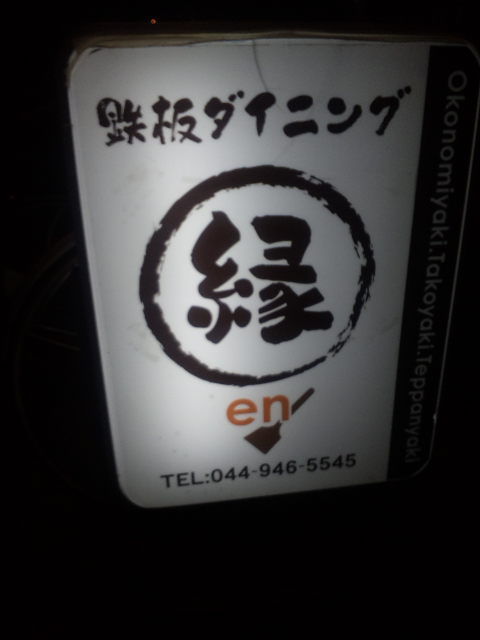 鉄板ダイニング
縁
en
TEL:044-946-5545
Okonomiyaki.Takoyaki.Teppanyaki